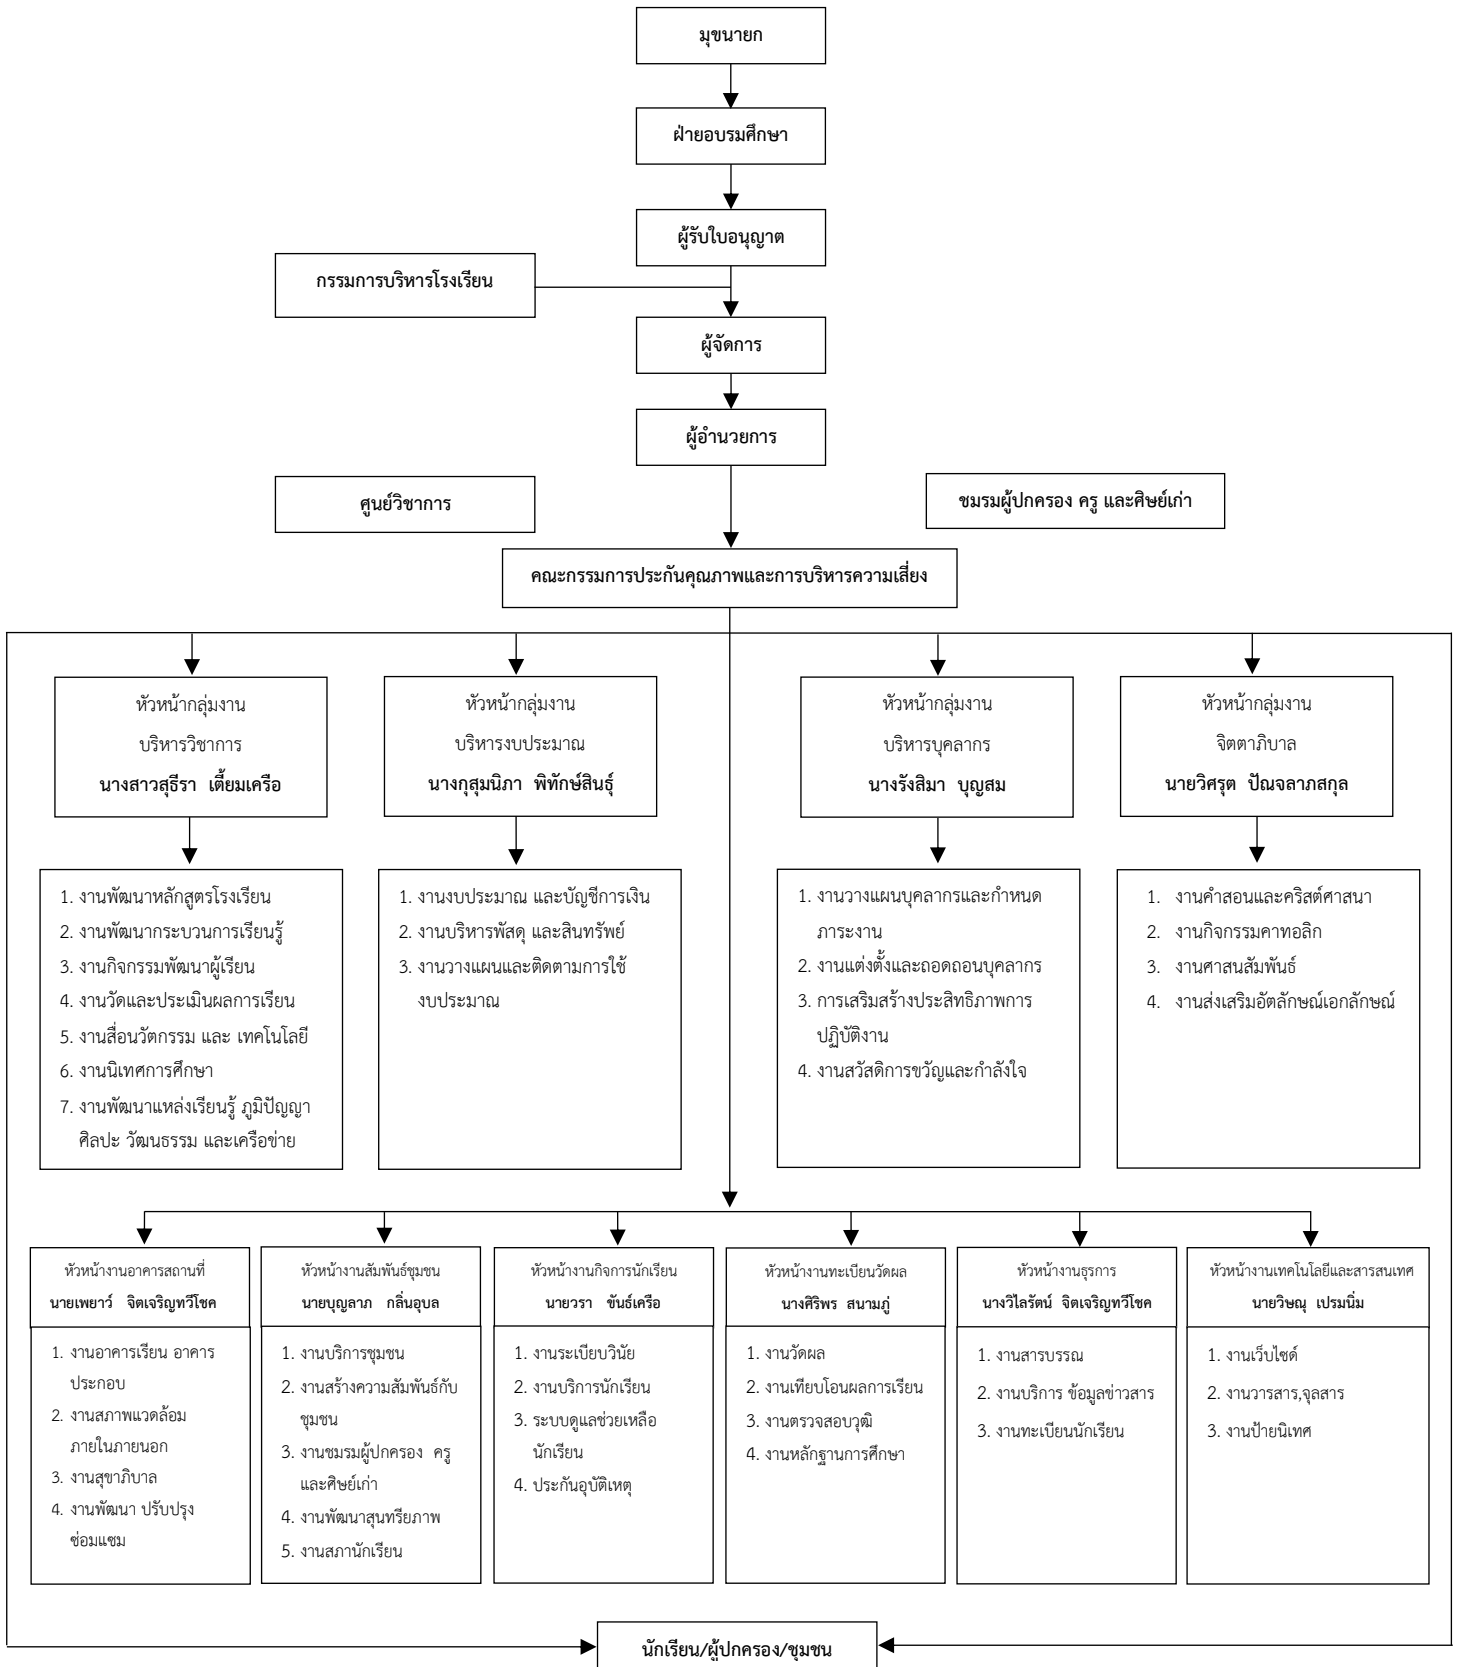 มุขนายก
ฝ่ายอบรมศึกษา
ผู้รับใบอนุญาต
กรรมการบริหารโรงเรียน
ผู้จัดการ
ผู้อำนวยการ
ศูนย์วิชาการ
ชมรมผู้ปกครอง ครู และศิษย์เก่า
คณะกรรมการประกันคุณภาพและการบริหารความเสี่ยง
หัวหน้ากลุ่มงาน
บริหารวิชาการ
นางสาวสุธีรา เตี้ยมเครือ
หัวหน้ากลุ่มงาน
บริหารงบประมาณ
นางกุสุมนิภา พิทักษ์สินธุ์
หัวหน้ากลุ่มงาน
บริหารบุคลากร
นางรังสิมา บุญสม
หัวหน้ากลุ่มงาน
จิตตาภิบาล
นายวิศรุต ปัณจลาภสกุล
1. งานพัฒนาหลักสูตรโรงเรียน
2. งานพัฒนากระบวนการเรียนรู้
3. งานกิจกรรมพัฒนาผู้เรียน
4. งานวัดและประเมินผลการเรียน
5. งานสื่อนวัตกรรม และ เทคโนโลยี
6. งานนิเทศการศึกษา
7. งานพัฒนาแหล่งเรียนรู้ ภูมิปัญญา
ศิลปะ วัฒนธรรม และเครือข่าย
1. งานงบประมาณ และบัญชีการเงิน
2. งานบริหารพัสดุ และสินทรัพย์
3. งานวางแผนและติดตามการใช้
งบประมาณ
1. งานวางแผนบุคลากรและกำหนด
ภาระงาน
2. งานแต่งตั้งและถอดถอนบุคลากร
3. การเสริมสร้างประสิทธิภาพการ
ปฏิบัติงาน
4. งานสวัสดิการขวัญและกำลังใจ
1. งานคำสอนและคริสต์ศาสนา
2. งานกิจกรรมคาทอลิก
3. งานศาสนสัมพันธ์
4. งานส่งเสริมอัตลักษณ์เอกลักษณ์
หัวหน้างานอาคารสถานที่
นายเพยาว์ จิตเจริญทวีโชค
1. งานอาคารเรียน อาคาร
ประกอบ
2. งานสภาพแวดล้อม
ภายในภายนอก
3. งานสุขาภิบาล
4. งานพัฒนา ปรับปรุง
ซ่อมแซม
หัวหน้างานสัมพันธ์ชุมชน
นายบุญลาภ กลิ่นอุบล
1. งานบริการชุมชน
2. งานสร้างความสัมพันธ์กับ
ชุมชน
3. งานชมรมผู้ปกครอง ครู
และศิษย์เก่า
4. งานพัฒนาสุนทรียภาพ
5. งานสภานักเรียน
หัวหน้างานกิจการนักเรียน
นายวรา ขันธ์เครือ
1. งานระเบียบวินัย
2. งานบริการนักเรียน
3. ระบบดูแลช่วยเหลือ
นักเรียน
4. ประกันอุบัติเหตุ
หัวหน้างานทะเบียนวัดผล
นางศิริพร สนามภู่
1. งานวัดผล
2. งานเทียบโอนผลการเรียน
3. งานตรวจสอบวุฒิ
4. งานหลักฐานการศึกษา
หัวหน้างานธุรการ
นางวิไลรัตน์ จิตเจริญทวีโชค
1. งานสารบรรณ
2. งานบริการ ข้อมูลข่าวสาร
3. งานทะเบียนนักเรียน
หัวหน้างานเทคโนโลยีและสารสนเทศ
นายวิษณุ เปรมนิ่ม
1. งานเว็บไซด์
2. งานวารสาร,จุลสาร
3. งานป้ายนิเทศ
นักเรียน/ผู้ปกครอง/ชุมชน